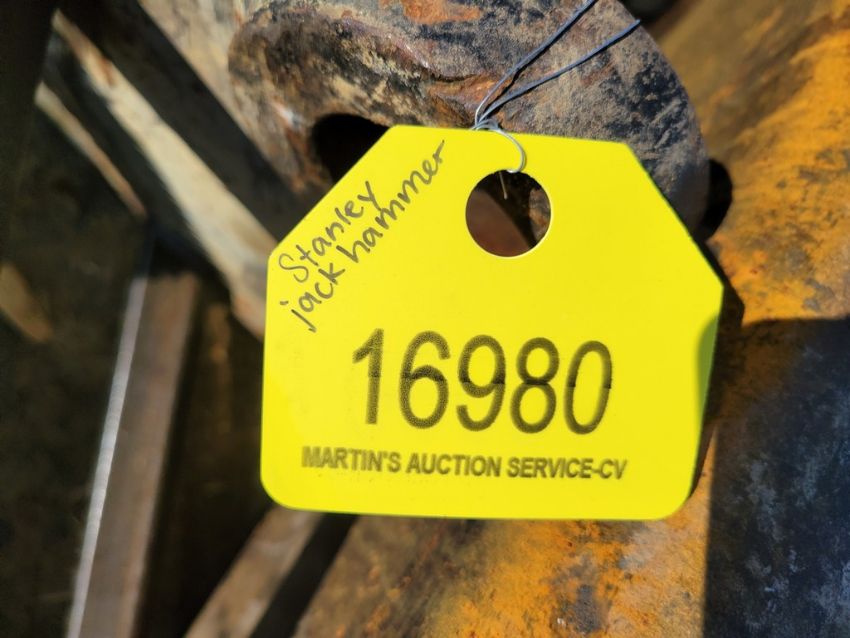 Stanley
jack hammer
16980
MARTIN'S AUCTION SERVICE-CV